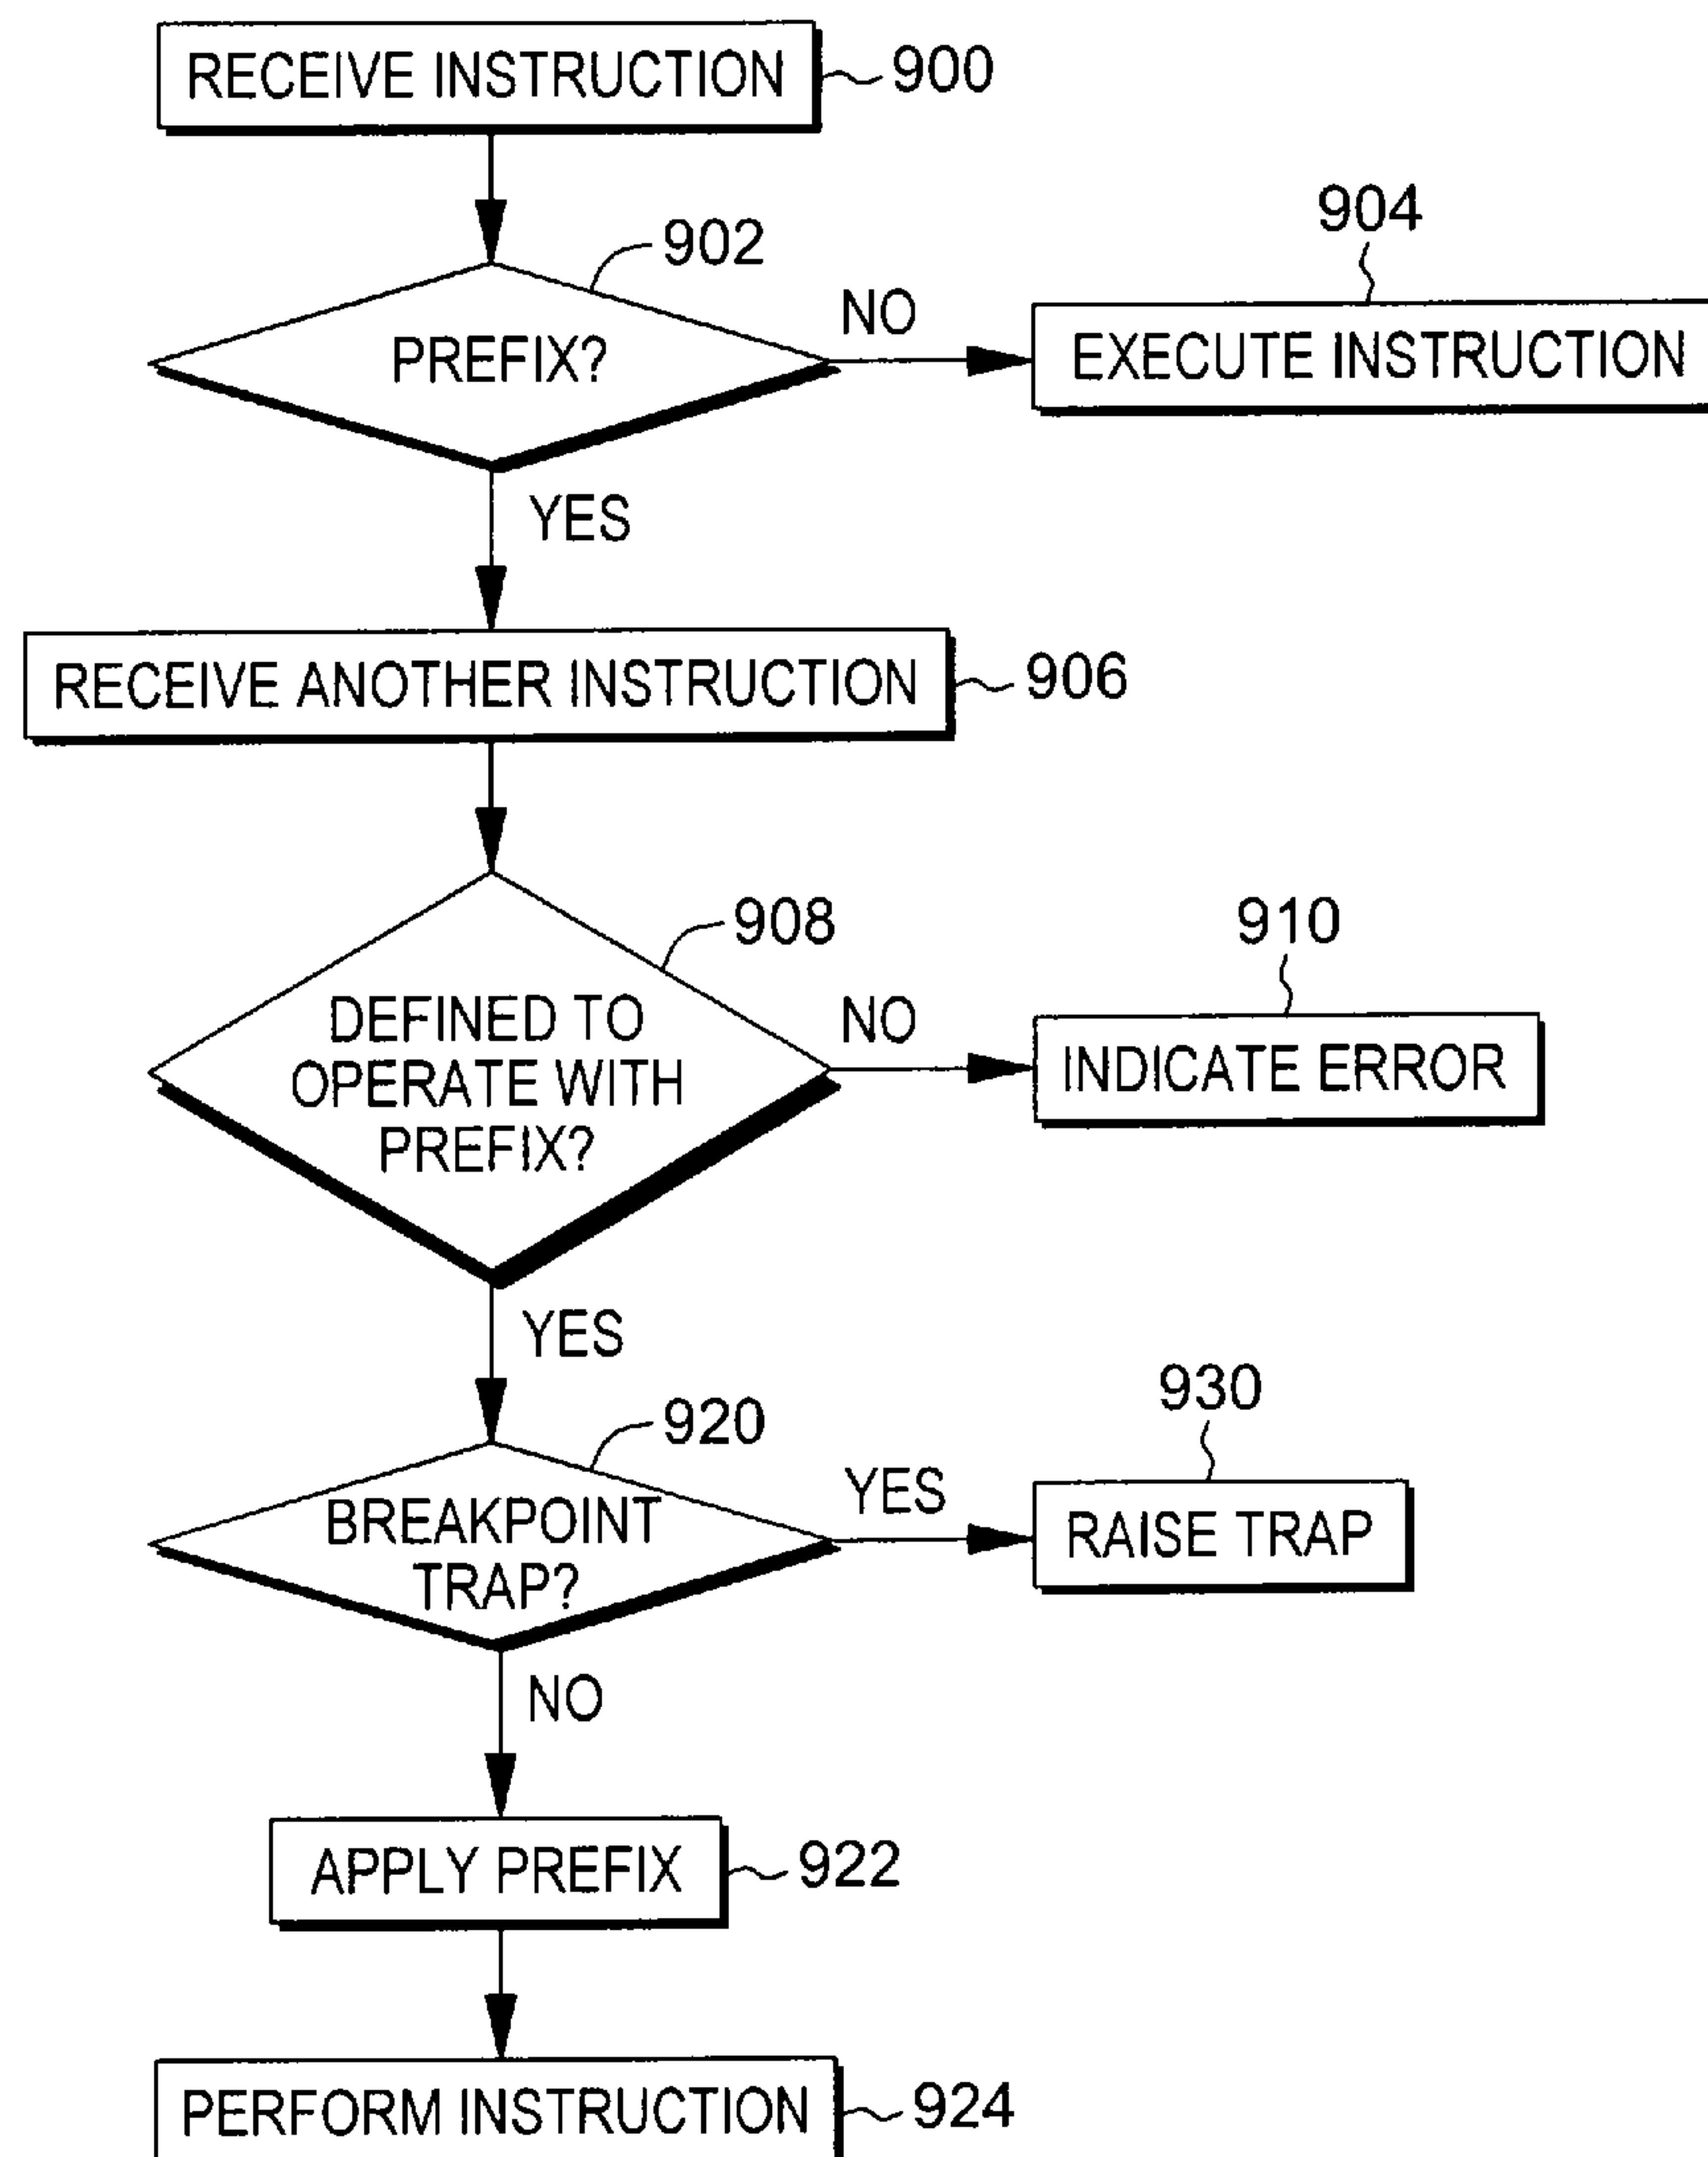 RECEIVE INSTRUCTION
900
902
PREFIX?
NO
904
EXECUTE INSTRUCTION
YES
RECEIVE ANOTHER INSTRUCTION
906
908
DEFINED TO
OPERATE WITH
PREFIX?
NO
910
INDICATE ERROR
YES
920
BREAKPOINT
TRAP?
YES
930
RAISE TRAP
NO
APPLY PREFIX
922
PERFORM INSTRUCTION
924